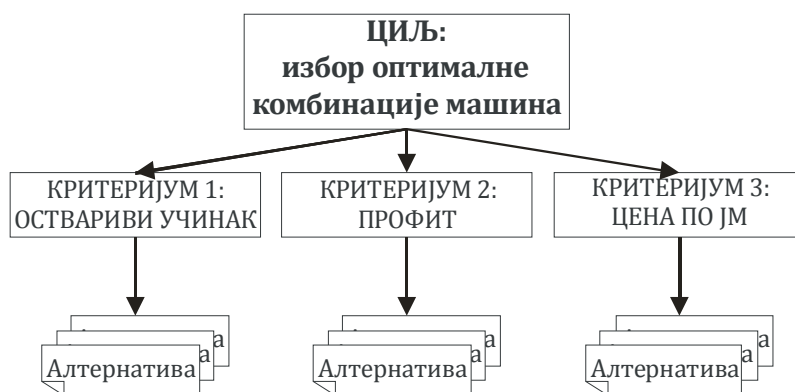 ЦИЉ:
избор оптималне
комбинације машина
КРИТЕРИЈУМ 1:
ОСТВАРИВИ УЧИНАК
КРИТЕРИЈУМ 2:
ПРОФИТ
КРИТЕРИЈУМ 3:
ЦЕНА ПО ЈМ
Алтернатива
Алтернатива
Алтернатива